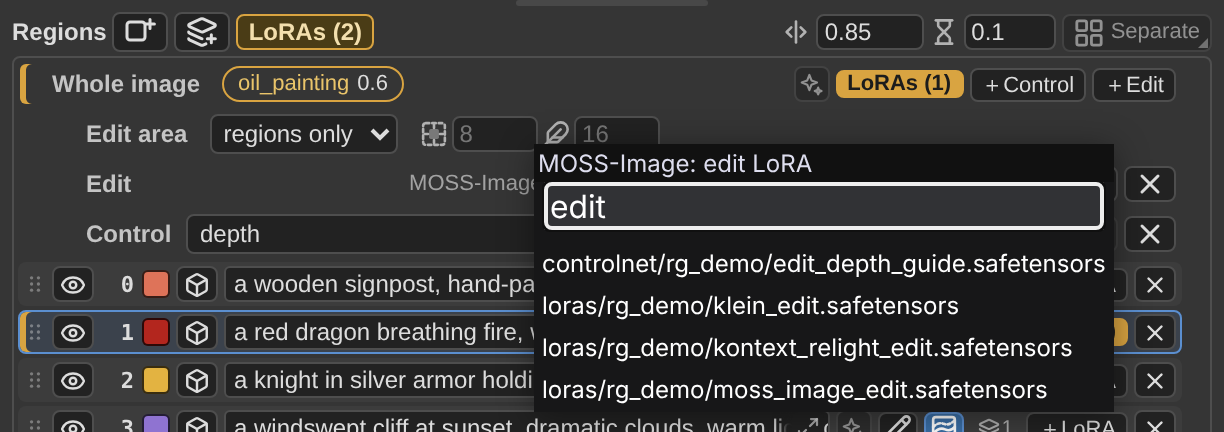 Regions LoRAs (2) 0.85 0.1 Separate
Whole image oil_painting 0.6 LoRAs (1) + Control + Edit
Edit area regions only 8 16
MOSS-Image: edit LoRA
Edit MOSS-Image
edit
Control depth
controlnet/rg_demo/edit_depth_guide.safetensors
0 a wooden signpost, hand-pa
loras/rg_demo/klein_edit.safetensors
1 a red dragon breathing fire,
loras/rg_demo/kontext_relight_edit.safetensors
2 a knight in silver armor holdi
loras/rg_demo/moss_image_edit.safetensors
3 a windswept cliff at sunset, dramatic clouds, warm li 1 + LoRA